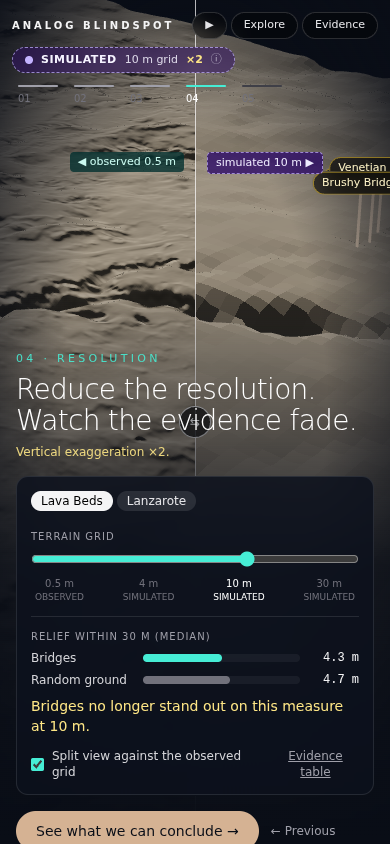 ANALOG BLINDSPOT
▶
Explore
Evidence
SIMULATED 10 m grid ×2 ⓘ
01
02
04
◀ observed 0.5 m
simulated 10 m ▶
Venetian
Brushy Bridg
04 · RESOLUTION
Reduce the resolution.
Watch the evidence fade.
Vertical exaggeration ×2.
Lava Beds
Lanzarote
TERRAIN GRID
0.5 m 4 m 10 m 30 m
OBSERVED SIMULATED SIMULATED SIMULATED
RELIEF WITHIN 30 M (MEDIAN)
Bridges 4.3 m
Random ground 4.7 m
Bridges no longer stand out on this measure
at 10 m.
Split view against the observed
grid
Evidence
table
See what we can conclude →
← Previous